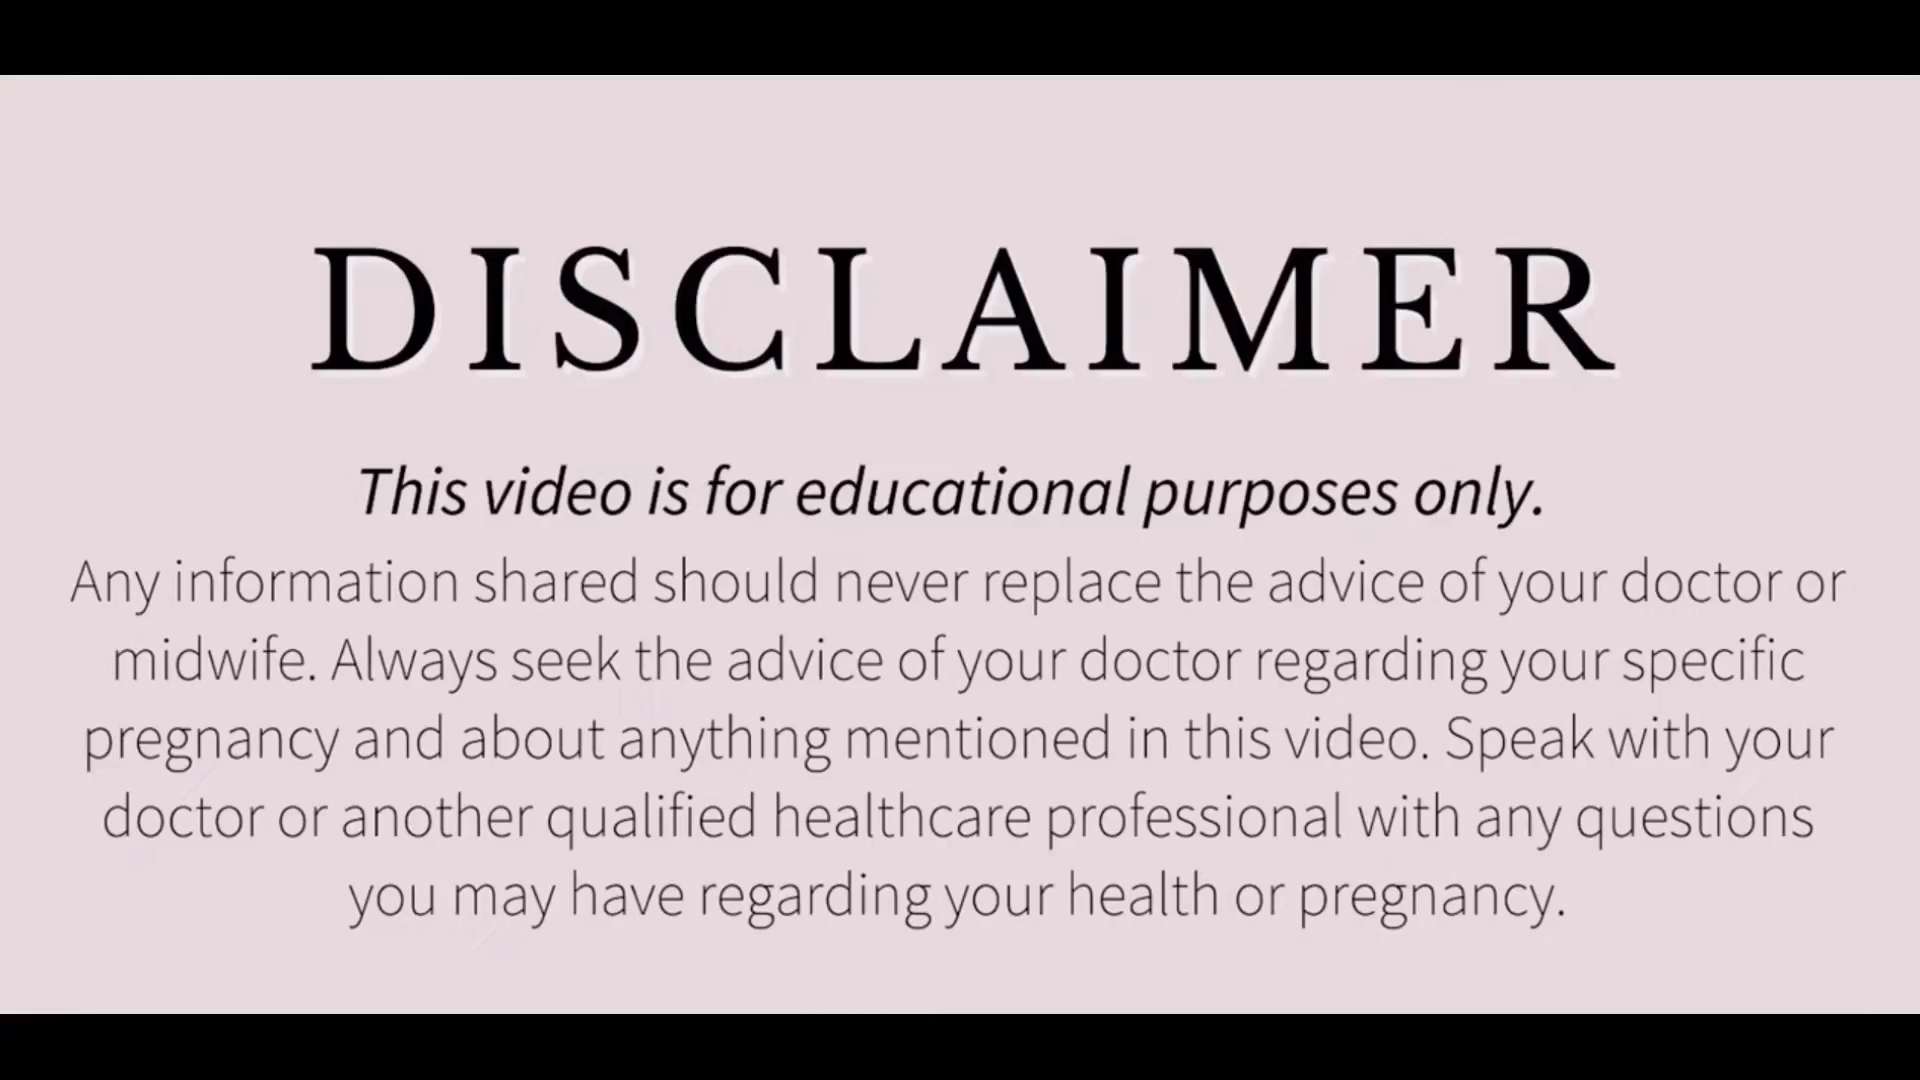 DISCLAIMER
This video is for educational purposes only.
Any information shared should never replace the advice of your doctor or
midwife. Always seek the advice of your doctor regarding your specific
pregnancy and about anything mentioned in this video. Speak with your
doctor or another qualified healthcare professional with any questions
you may have regarding your health or pregnancy.